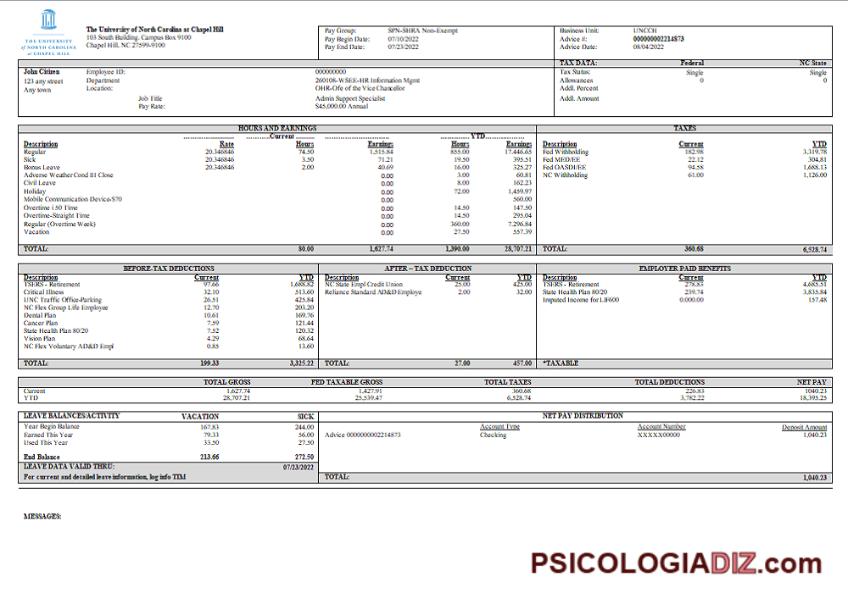 THE UNIVERSITY
of NORTH CAROLINA
at CHAPEL HILL
The University of North Carolina at Chapel Hill
103 South Building, Campus Box 9100
Chapel Hill, NC 27599-9100
Pay Group: SPN-SHRA Non-Exempt
Pay Begin Date: 07/10/2022
Pay End Date: 07/23/2022
Business Unit: UNCCH
Advice #: 000000002214873
Advice Date: 08/04/2022
John Citizen
123 any street
Any town
Employee ID: 000000000
Department 260108-WSEE-HR Information Mgmt
Location: OHR-Ofc of the Vice Chancellor
Job Title Admin Support Specialist
Pay Rate: $45,000.00 Annual
TAX DATA: Federal NC State
Tax Status: Single Single
Allowances 0 0
Addl. Percent
Addl. Amount
HOURS AND EARNINGS
Current YTD
Description Rate Hours Earnings Hours Earnings
Regular 20.346846 74.50 1,515.84 855.00 17,446.65
Sick 20.346846 3.50 71.21 19.50 395.51
Bonus Leave 20.346846 2.00 40.69 16.00 325.27
Adverse Weather Cond 81 Close 0.00 3.00 60.81
Civil Leave 0.00 8.00 162.23
Holiday 0.00 72.00 1,459.97
Mobile Communication Device-$70 0.00 560.00
Overtime 0.00 14.50 147.50
Overtime-Straight Time 0.00 14.50 295.04
Regular (Overtime Week) 0.00 360.00 7,296.84
Vacation 0.00 27.50 557.39
TOTAL: 80.00 1,627.74 1,390.00 28,707.21
TAXES
Description Current YTD
Fed Withholding 182.98 3,319.78
Fed MED/EE 22.12 394.81
Fed OASDI/EE 94.58 1,688.13
NC Withholding 61.00 1,126.00
TOTAL: 360.68 6,528.74
BEFORE-TAX DEDUCTIONS
Description Current YTD
TSERS - Retirement 97.66 1,688.82
Critical Illness 32.10 513.60
UNC Traffic Office-Parking 26.51 425.84
NC Flex Group Life Employee 12.70 203.20
Dental Plan 10.61 169.76
Cancer Plan 7.59 121.44
State Health Plan 80/20 7.52 120.32
Vision Plan 4.29 68.64
NC Flex Voluntary AD&D Empl 0.85 13.60
TOTAL: 199.33 3,325.22
AFTER – TAX DEDUCTION
Description Current YTD
NC State Empl Credit Union 25.00 425.00
Reliance Standard AD&D Employe 2.00 32.00
TOTAL: 27.00 457.00
EMPLOYER PAID BENEFITS
Description Current YTD
TSERS - Retirement 278.83 4,685.51
State Health Plan 80/20 239.74 3,835.84
Imputed Income for 0.000.00 157.48
*TAXABLE
TOTAL GROSS FED TAXABLE GROSS TOTAL TAXES TOTAL DEDUCTIONS NET PAY
Current 1,627.74 1,427.91 360.68 226.83 1040.23
YTD 28,707.21 25,539.47 6,528.74 3,782.22 18,395.25
LEAVE BALANCES/ACTIVITY VACATION SICK
Year Begin Balance 167.83 244.00
Earned This Year 79.33 56.00
Used This Year 33.50 27.50
End Balance 213.66 272.50
LEAVE DATA VALID THRU: 07/23/2022
For current and detailed leave information, log info TIM
NET PAY DISTRIBUTION
Account Type Account Number Deposit Amount
Advice 0000000002214873 Checking XXXXX00000 1,040.23
TOTAL: 1,040.23
MESSAGES:
PSICOLOGIADIZ.com